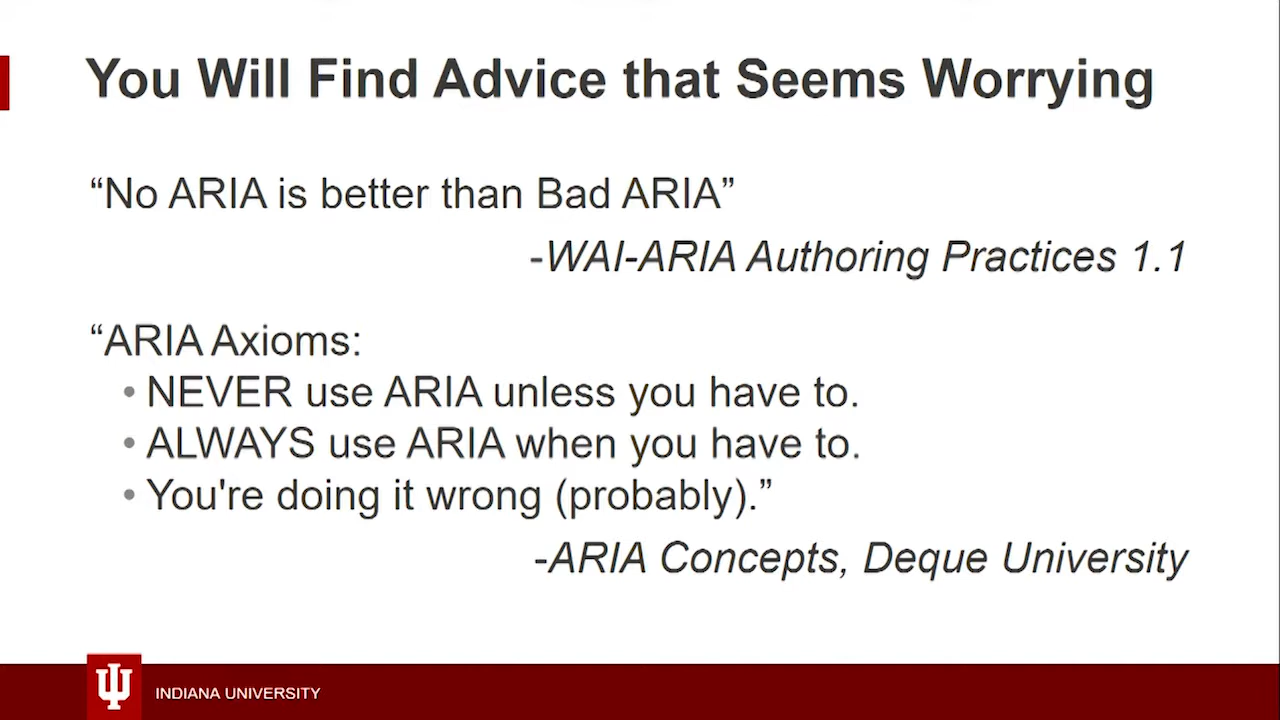 You Will Find Advice that Seems Worrying
“No ARIA is better than Bad ARIA”
-WAI-ARIA Authoring Practices 1.1
“ARIA Axioms:
• NEVER use ARIA unless you have to.
• ALWAYS use ARIA when you have to.
• You're doing it wrong (probably).”
-ARIA Concepts, Deque University
INDIANA UNIVERSITY